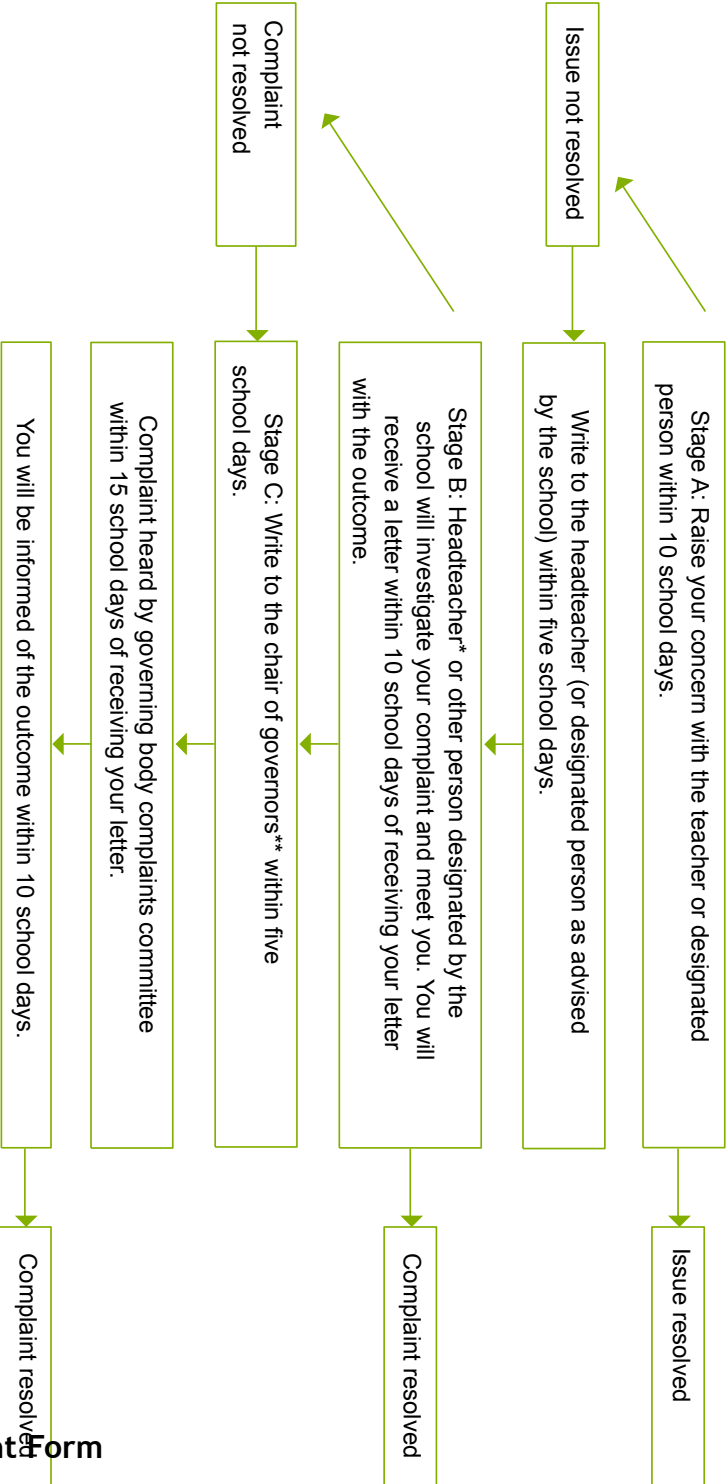 Stage A: Raise your concern with the teacher or designated
person within 10 school days.
Issue resolved
Issue not resolved
Write to the headteacher (or designated person as advised
by the school) within five school days.
Stage B: Headteacher* or other person designated by the
school will investigate your complaint and meet you. You will
receive a letter within 10 school days of receiving your letter
with the outcome.
Complaint resolved
Complaint
not resolved
Stage C: Write to the chair of governors** within five
school days.
Complaint heard by governing body complaints committee
within 15 school days of receiving your letter.
You will be informed of the outcome within 10 school days.
Complaint resolved
Form